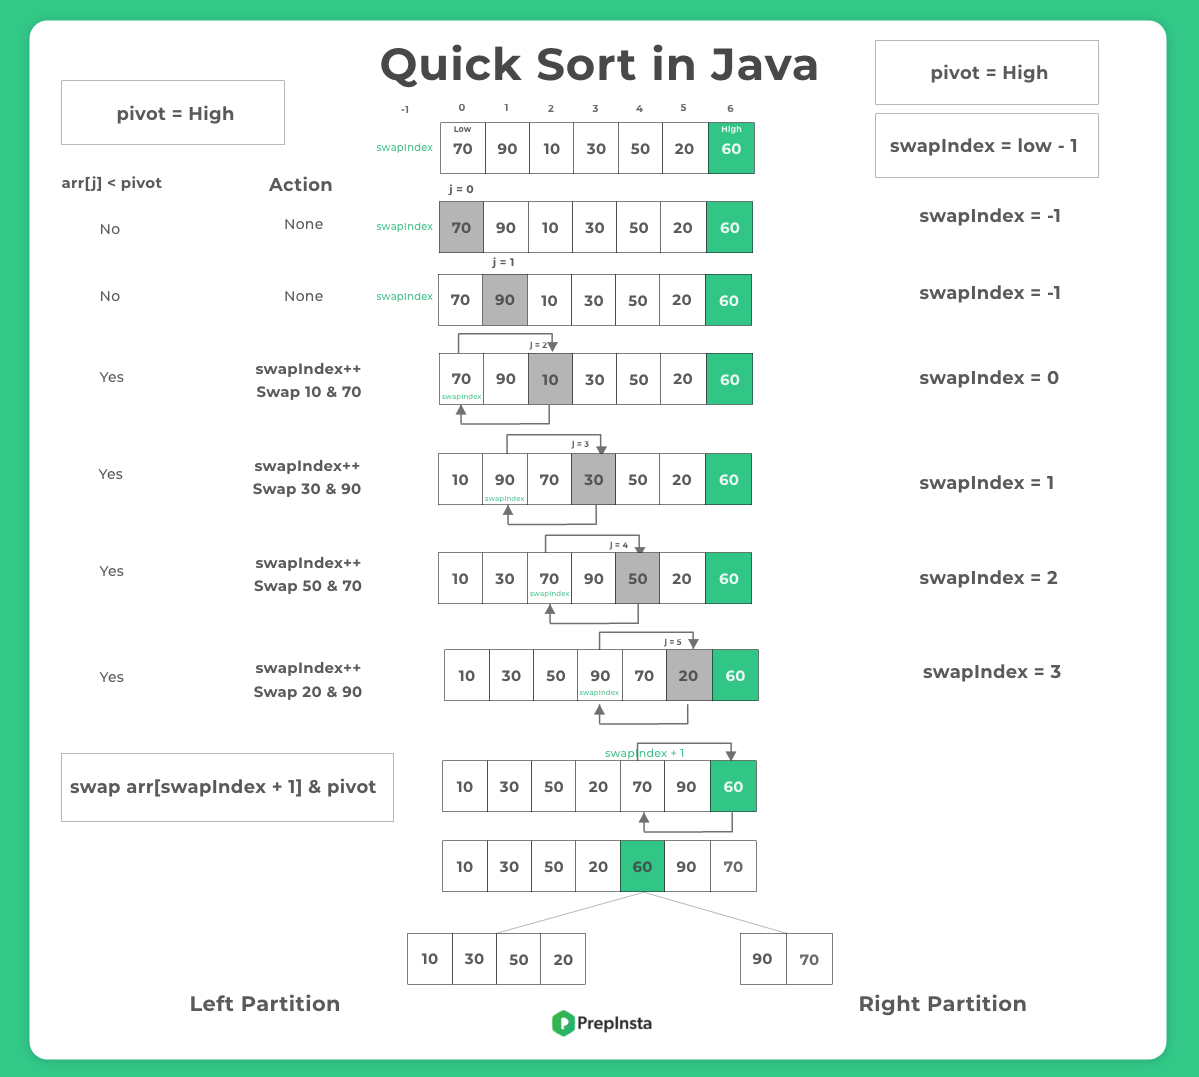 Quick Sort in Java
pivot = High
pivot = High
swapIndex = low - 1
-1 0 1 2 3 4 5 6
Low High
swapIndex 70 90 10 30 50 20 60
arr[j] < pivot Action
j = 0
No None swapIndex 70 90 10 30 50 20 60 swapIndex = -1
j = 1
No None swapIndex 70 90 10 30 50 20 60 swapIndex = -1
j = 2
Yes swapIndex++ 70 90 10 30 50 20 60 swapIndex = 0
Swap 10 & 70 swapIndex
j = 3
Yes swapIndex++ 10 90 70 30 50 20 60 swapIndex = 1
Swap 30 & 90 swapIndex
j = 4
Yes swapIndex++ 10 30 70 90 50 20 60 swapIndex = 2
Swap 50 & 70 swapIndex
j = 5
Yes swapIndex++ 10 30 50 90 70 20 60 swapIndex = 3
Swap 20 & 90 swapIndex
swapIndex + 1
swap arr[swapIndex + 1] & pivot 10 30 50 20 70 90 60
10 30 50 20 60 90 70
10 30 50 20 90 70
Left Partition Right Partition
P PrepInsta